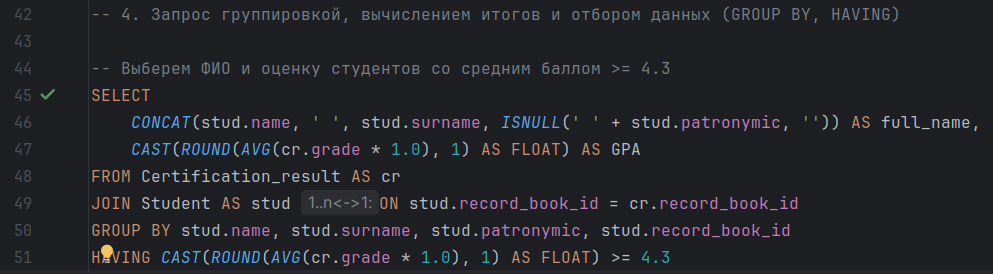 42 -- 4. Запрос группировкой, вычислением итогов и отбором данных (GROUP BY, HAVING)
43
44 -- Выберем ФИО и оценку студентов со средним баллом >= 4.3
45 SELECT
46 CONCAT(stud.name, ' ', stud.surname, ISNULL(' ' + stud.patronymic, '')) AS full_name,
47 CAST(ROUND(AVG(cr.grade * 1.0), 1) AS FLOAT) AS GPA
48 FROM Certification_result AS cr
49 JOIN Student AS stud 1..n<->1: ON stud.record_book_id = cr.record_book_id
50 GROUP BY stud.name, stud.surname, stud.patronymic, stud.record_book_id
51 HAVING CAST(ROUND(AVG(cr.grade * 1.0), 1) AS FLOAT) >= 4.3